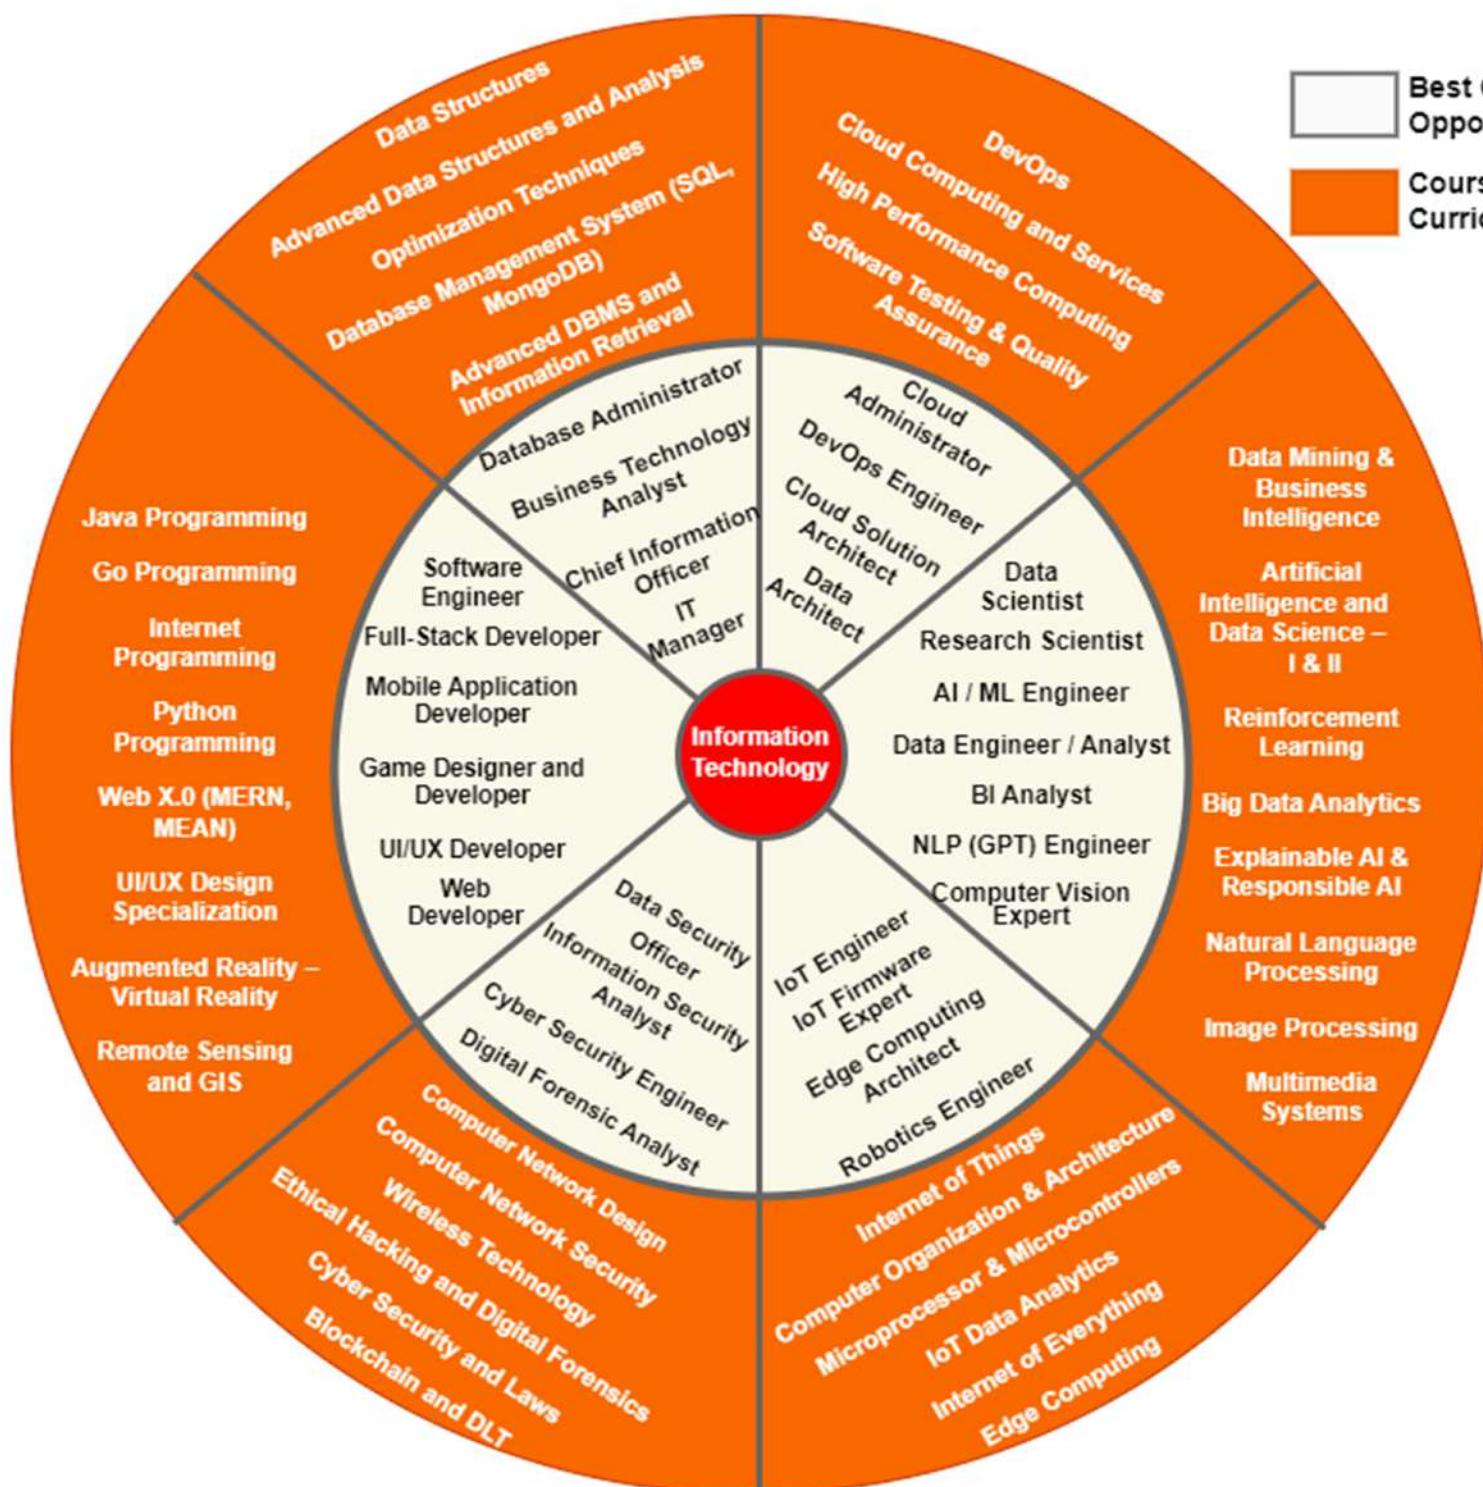 Data Structures
Advanced Data Structures and Analysis
Optimization Techniques
Database Management System (SQL,
MongoDB)
Advanced DBMS and
Information Retrieval
DevOps
Cloud Computing and Services
High Performance Computing
Software Testing & Quality
Assurance
Best
Oppo
Cours
Curric
Database Administrator
Business Technology
Analyst
Chief Information
Officer
IT
Manager
Cloud
Administrator
DevOps Engineer
Cloud Solution
Architect
Data
Architect
Java Programming
Go Programming
Internet
Programming
Python
Programming
Web X.0 (MERN,
MEAN)
UI/UX Design
Specialization
Augmented Reality –
Virtual Reality
Remote Sensing
and GIS
Software
Engineer
Full-Stack Developer
Mobile Application
Developer
Game Designer and
Developer
UI/UX Developer
Web
Developer
Information
Technology
Data
Scientist
Research Scientist
AI / ML Engineer
Data Engineer / Analyst
BI Analyst
NLP (GPT) Engineer
Computer Vision
Expert
Data Mining &
Business
Intelligence
Artificial
Intelligence and
Data Science –
I & II
Reinforcement
Learning
Big Data Analytics
Explainable AI &
Responsible AI
Natural Language
Processing
Image Processing
Multimedia
Systems
Data Security
Officer
Information Security
Analyst
Cyber Security Engineer
Digital Forensic Analyst
IoT Engineer
IoT Firmware
Expert
Edge Computing
Architect
Robotics Engineer
Computer Network Design
Computer Network Security
Wireless Technology
Ethical Hacking and Digital Forensics
Cyber Security and Laws
Blockchain and DLT
Internet of Things
Computer Organization & Architecture
Microprocessor & Microcontrollers
IoT Data Analytics
Internet of Everything
Edge Computing